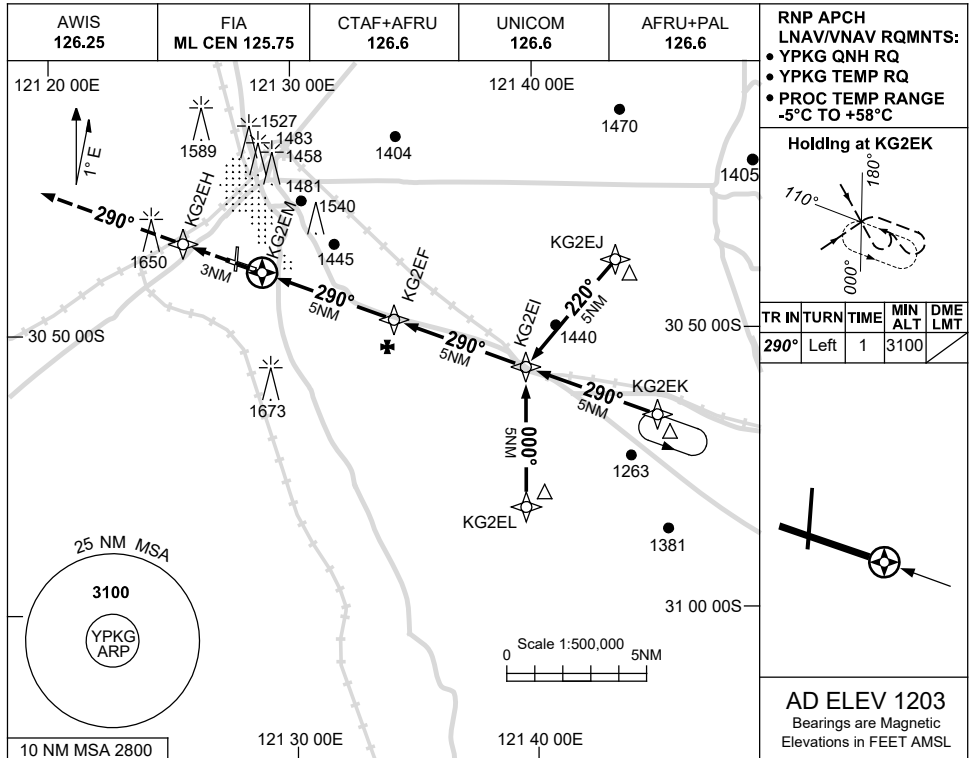 AWIS
126.25
FIA
ML CEN 125.75
CTAF+AFRU
126.6
UNICOM
126.6
AFRU+PAL
126.6
RNP APCH
LNAV/VNAV RQMNTS:
• YPKG QNH RQ
• YPKG TEMP RQ
• PROC TEMP RANGE
-5°C TO +58°C
Holding at KG2EK
180°
110°
000°
TR IN TURN TIME MIN ALT DME LMT
290° Left 1 3100
121 20 00E
121 30 00E
121 40 00E
1° E
1589
1527
1483
1458
1481
1540
1404
1470
1405
1445
290°
1650
KG2EH
3NM
KG2EM
290°
5NM
KG2EF
290°
5NM
KG2EI
KG2EJ
220°
5NM
1440
30 50 00S
30 50 00S
290°
5NM
KG2EK
1673
000°
5NM
KG2EL
1263
1381
25 NM MSA
3100
YPKG
ARP
10 NM MSA 2800
31 00 00S
Scale 1:500,000
0 5NM
121 30 00E
121 40 00E
AD ELEV 1203
Bearings are Magnetic
Elevations in FEET AMSL